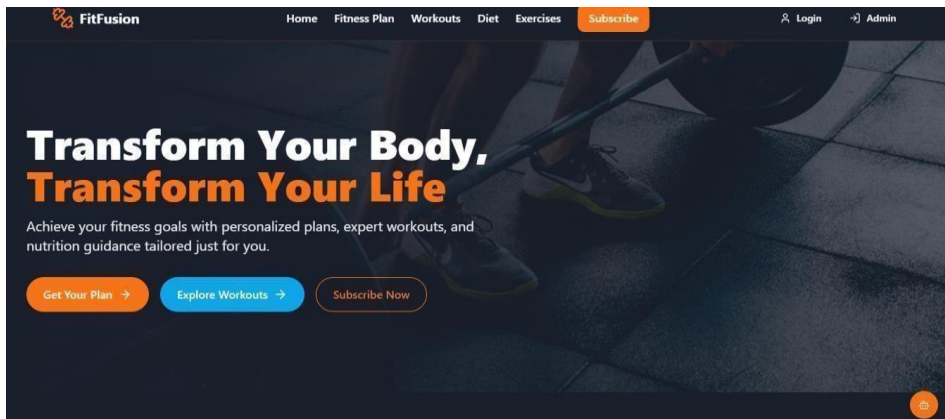 FitFusion
Home Fitness Plan Workouts Diet Exercises Subscribe
Login Admin
Transform Your Body,
Transform Your Life
Achieve your fitness goals with personalized plans, expert workouts, and
nutrition guidance tailored just for you.
Get Your Plan → Explore Workouts → Subscribe Now